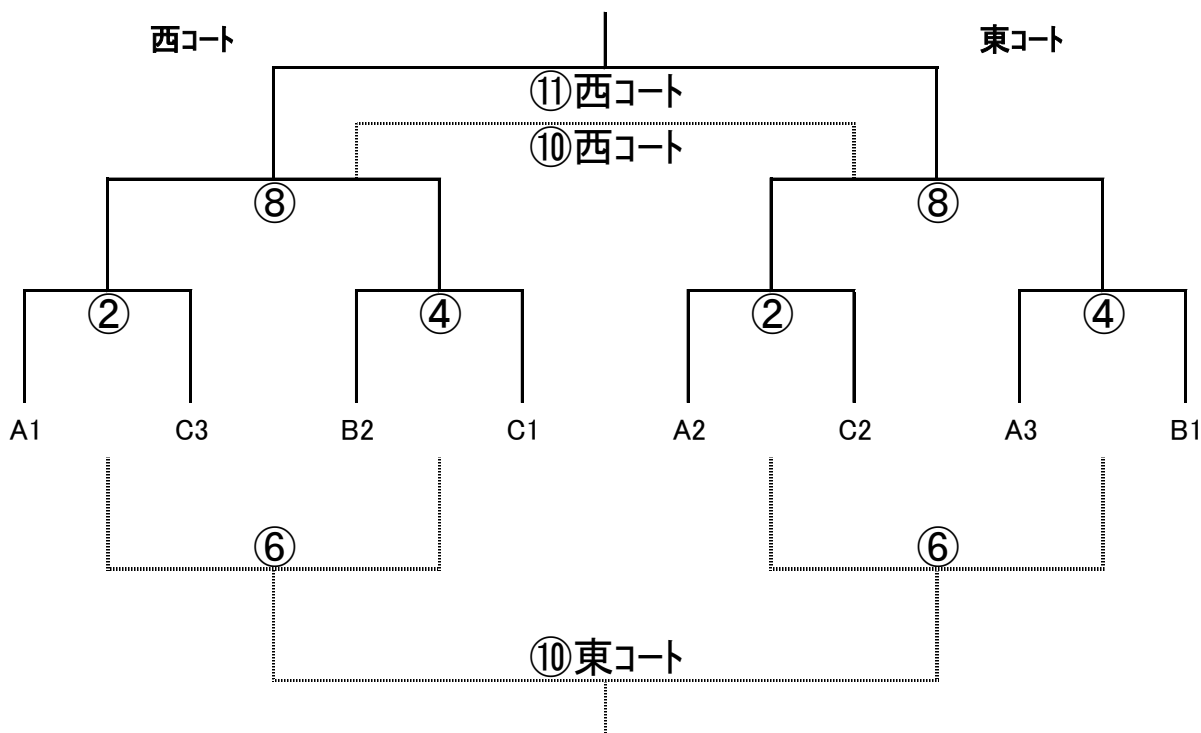 西コート 東コート
⑪西コート
⑩西コート
⑧ ⑧
② ④ ② ④
A1 C3 B2 C1 A2 C2 A3 B1
⑥ ⑥
⑩東コート